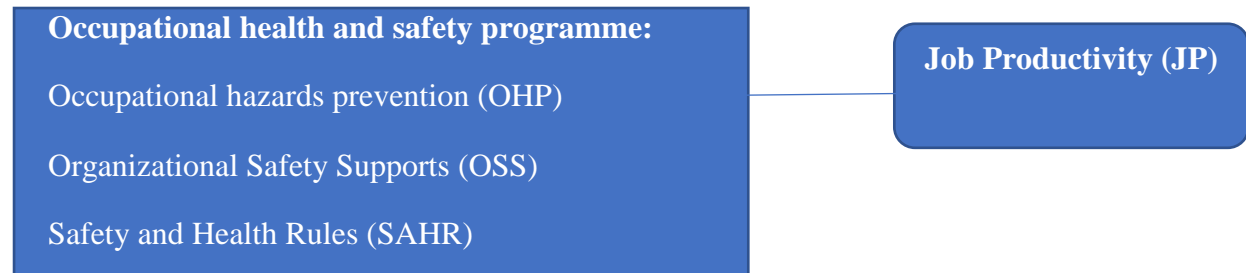 Occupational health and safety programme:
Occupational hazards prevention (OHP)
Organizational Safety Supports (OSS)
Safety and Health Rules (SAHR)
Job Productivity (JP)